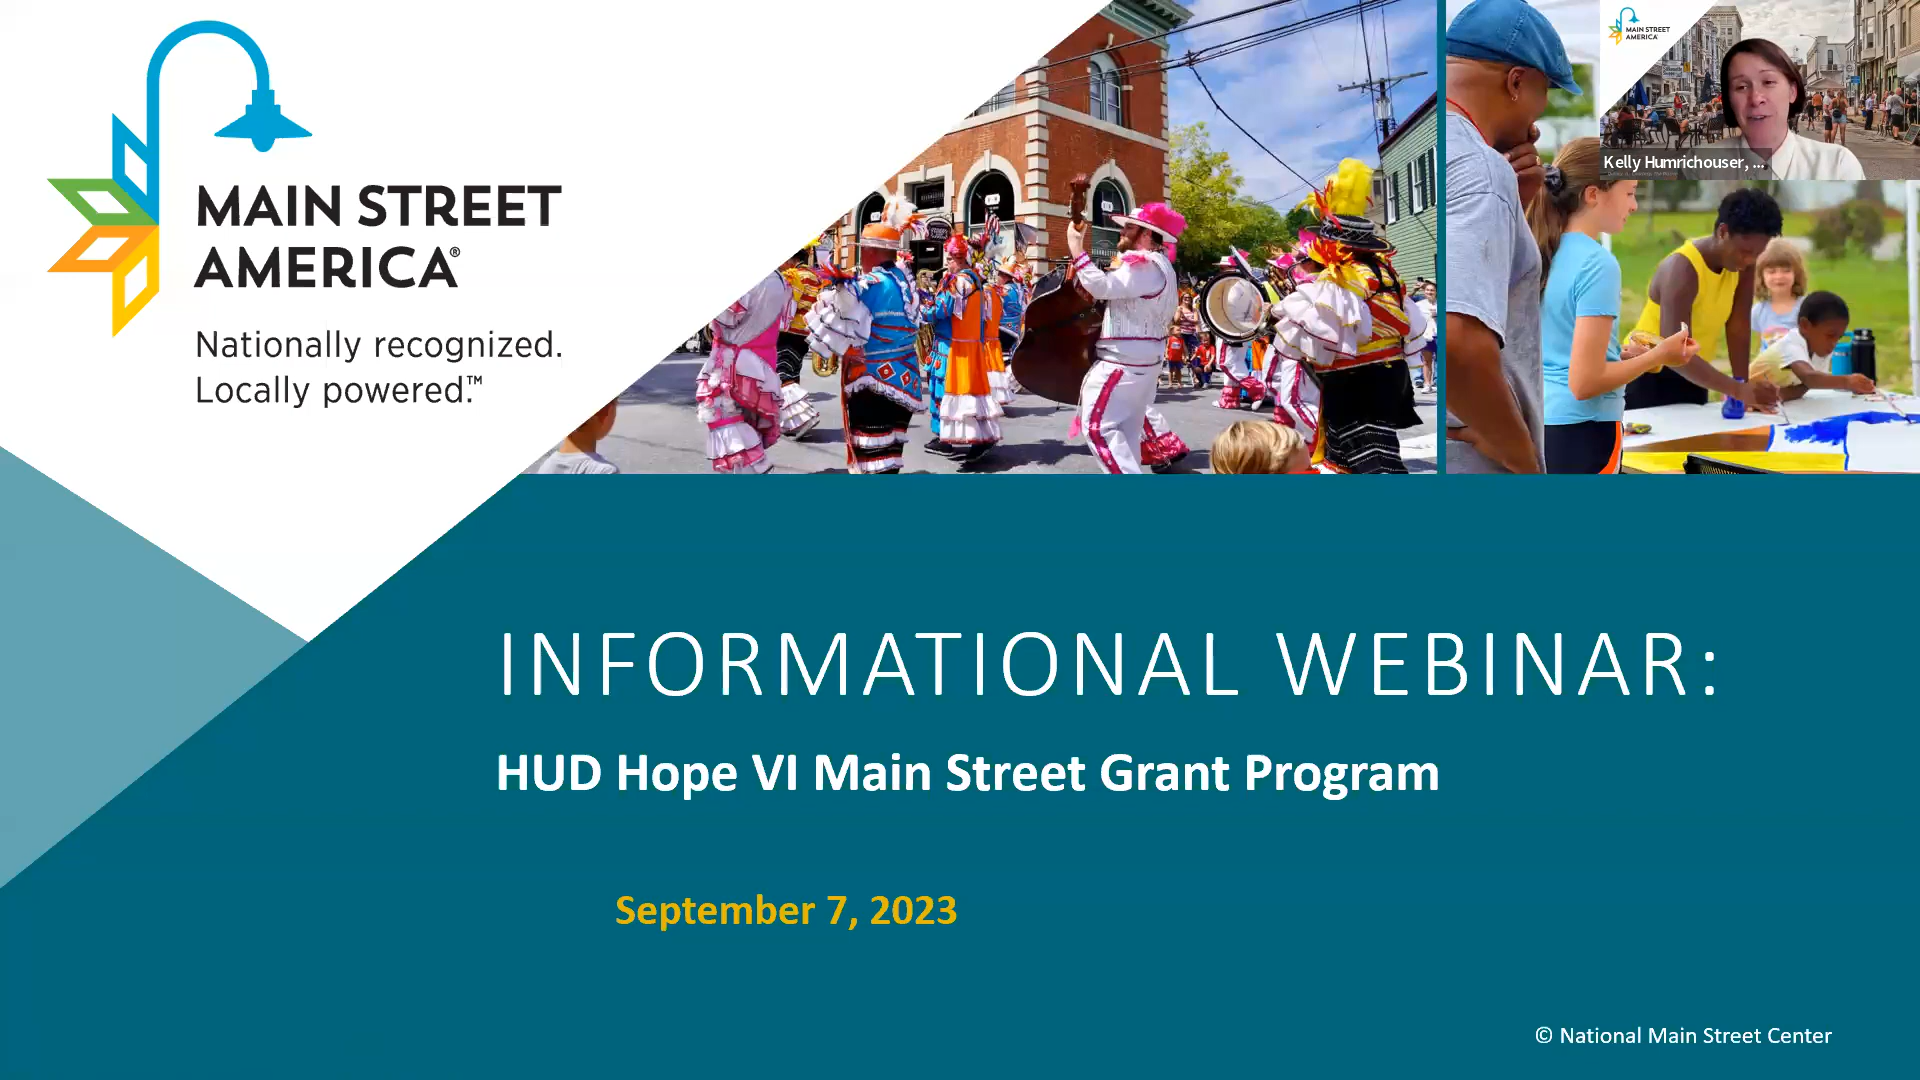 MAIN STREET
AMERICA®
Nationally recognized.
Locally powered.™
MAIN STREET
AMERICA
Kelly Humrichouser, ...
INFORMATIONAL WEBINAR:
HUD Hope VI Main Street Grant Program
September 7, 2023
© National Main Street Center